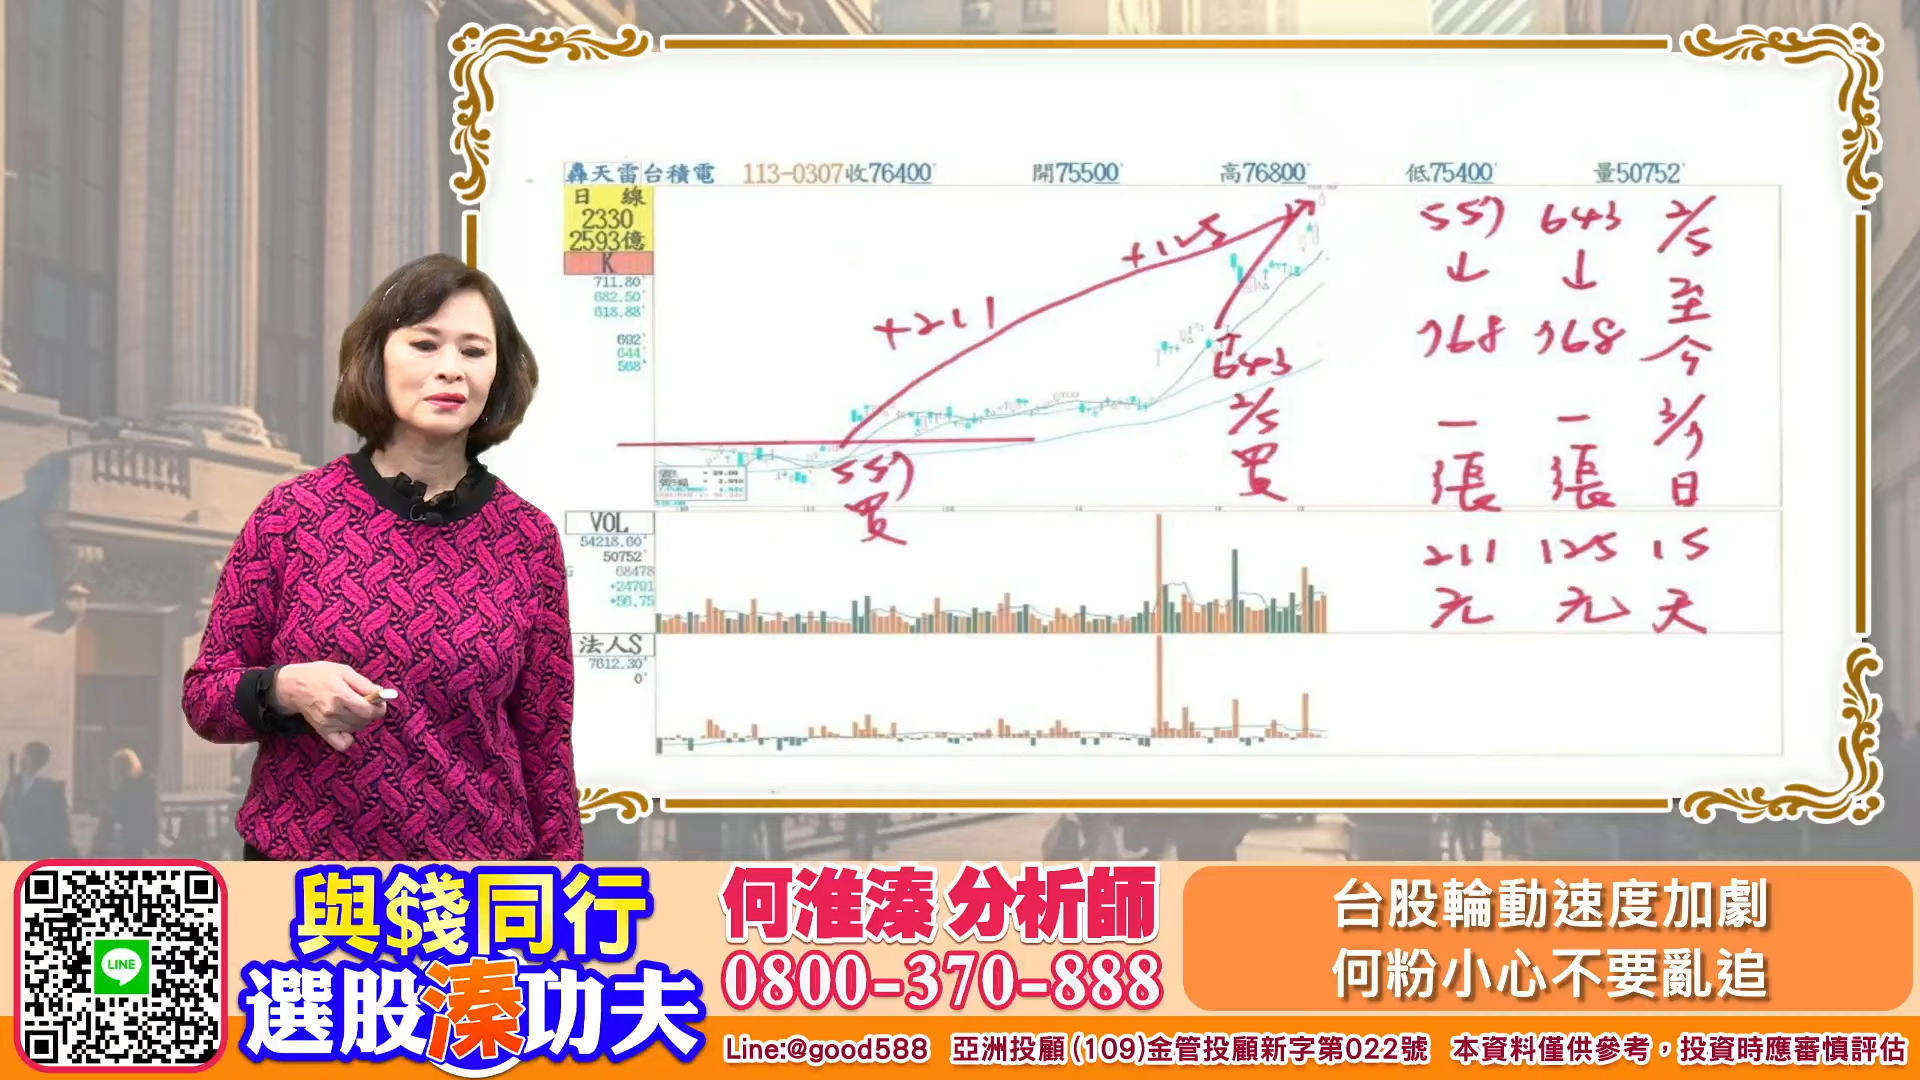 轟天雷台積電 113-0307收76400 開75500 高76800 低75400 量50752
日 線
2330
2593億
K
711.80
682.50
618.88
692
644
568
+211
+125
557
買
643
2/5
買
557
↓
768
一
張
211
元
643
↓
768
一
張
125
元
2/5
至
今
3/7
日
15
天
VOL
54218.60
50752
68478
+24701
+56.75
法人S
7612.30
0
LINE
與$錢同行
選股溱功夫
何淮溱 分析師
0800-370-888
台股輪動速度加劇
何粉小心不要亂追
Line:@good588 亞洲投顧 (109)金管投顧新字第022號 本資料僅供參考，投資時應審慎評估